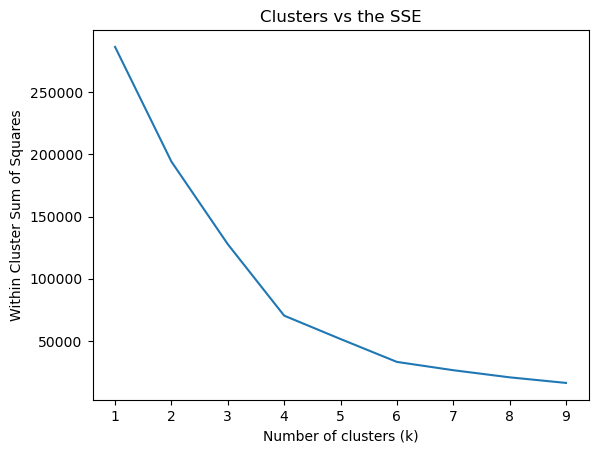 Clusters vs the SSE
Within Cluster Sum of Squares
250000
200000
150000
100000
50000
1 2 3 4 5 6 7 8 9
Number of clusters (k)